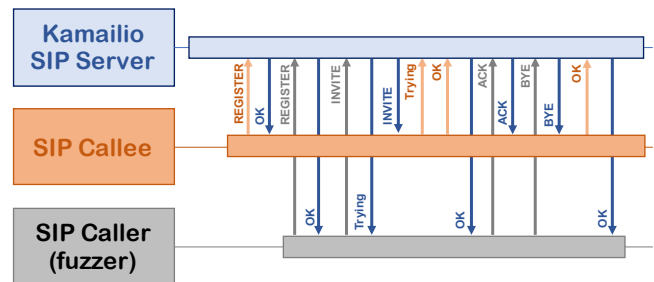 Kamailio
SIP Server
SIP Callee
SIP Caller
(fuzzer)
REGISTER
OK
REGISTER
OK
INVITE
Trying
INVITE
Trying
OK
OK
ACK
ACK
BYE
BYE
OK
OK